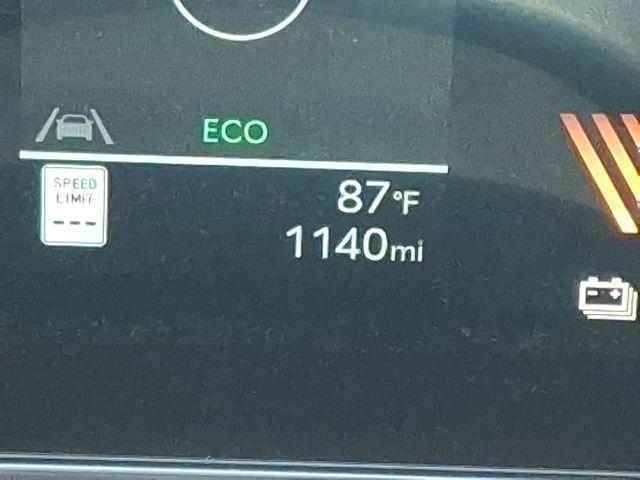 ECO
SPEED
LIMIT
---
87°F
1140mi